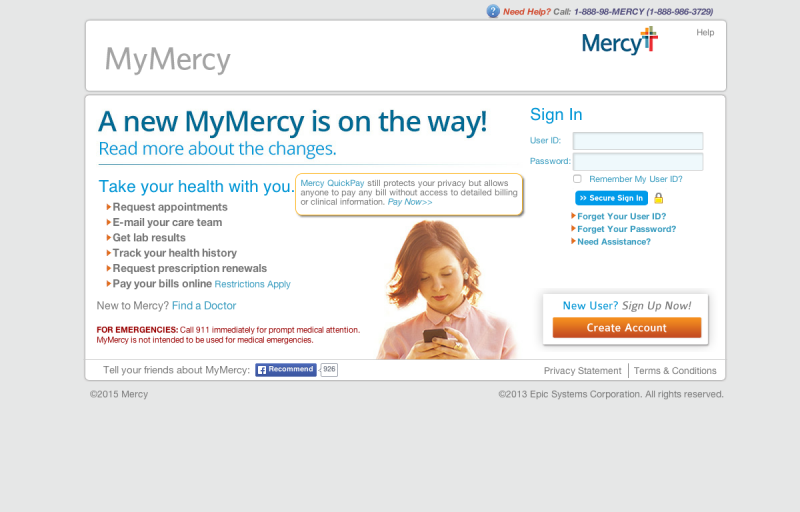 Need Help? Call: 1-888-98-MERCY (1-888-986-3729)
MyMercy
Mercy
Help
A new MyMercy is on the way!
Read more about the changes.
Take your health with you.
Request appointments
E-mail your care team
Get lab results
Track your health history
Request prescription renewals
Pay your bills online Restrictions Apply
New to Mercy? Find a Doctor
FOR EMERGENCIES: Call 911 immediately for prompt medical attention.
MyMercy is not intended to be used for medical emergencies.
Mercy QuickPay still protects your privacy but allows
anyone to pay any bill without access to detailed billing
or clinical information. Pay Now>>
Sign In
User ID:
Password:
Remember My User ID?
>> Secure Sign In
Forget Your User ID?
Forget Your Password?
Need Assistance?
New User? Sign Up Now!
Create Account
Tell your friends about MyMercy:
Recommend
926
Privacy Statement
Terms & Conditions
©2015 Mercy
©2013 Epic Systems Corporation. All rights reserved.